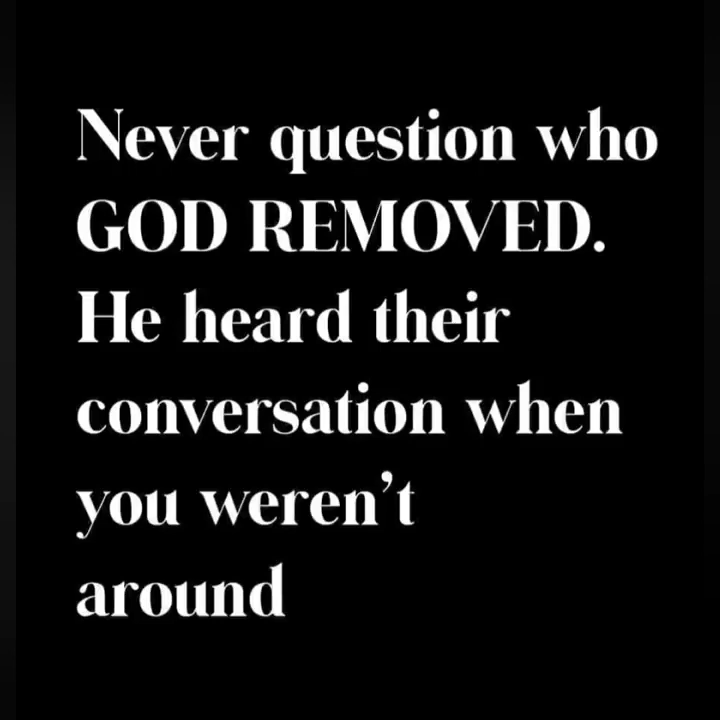 Never question who
GOD REMOVED.
He heard their
conversation when
you weren’t
around